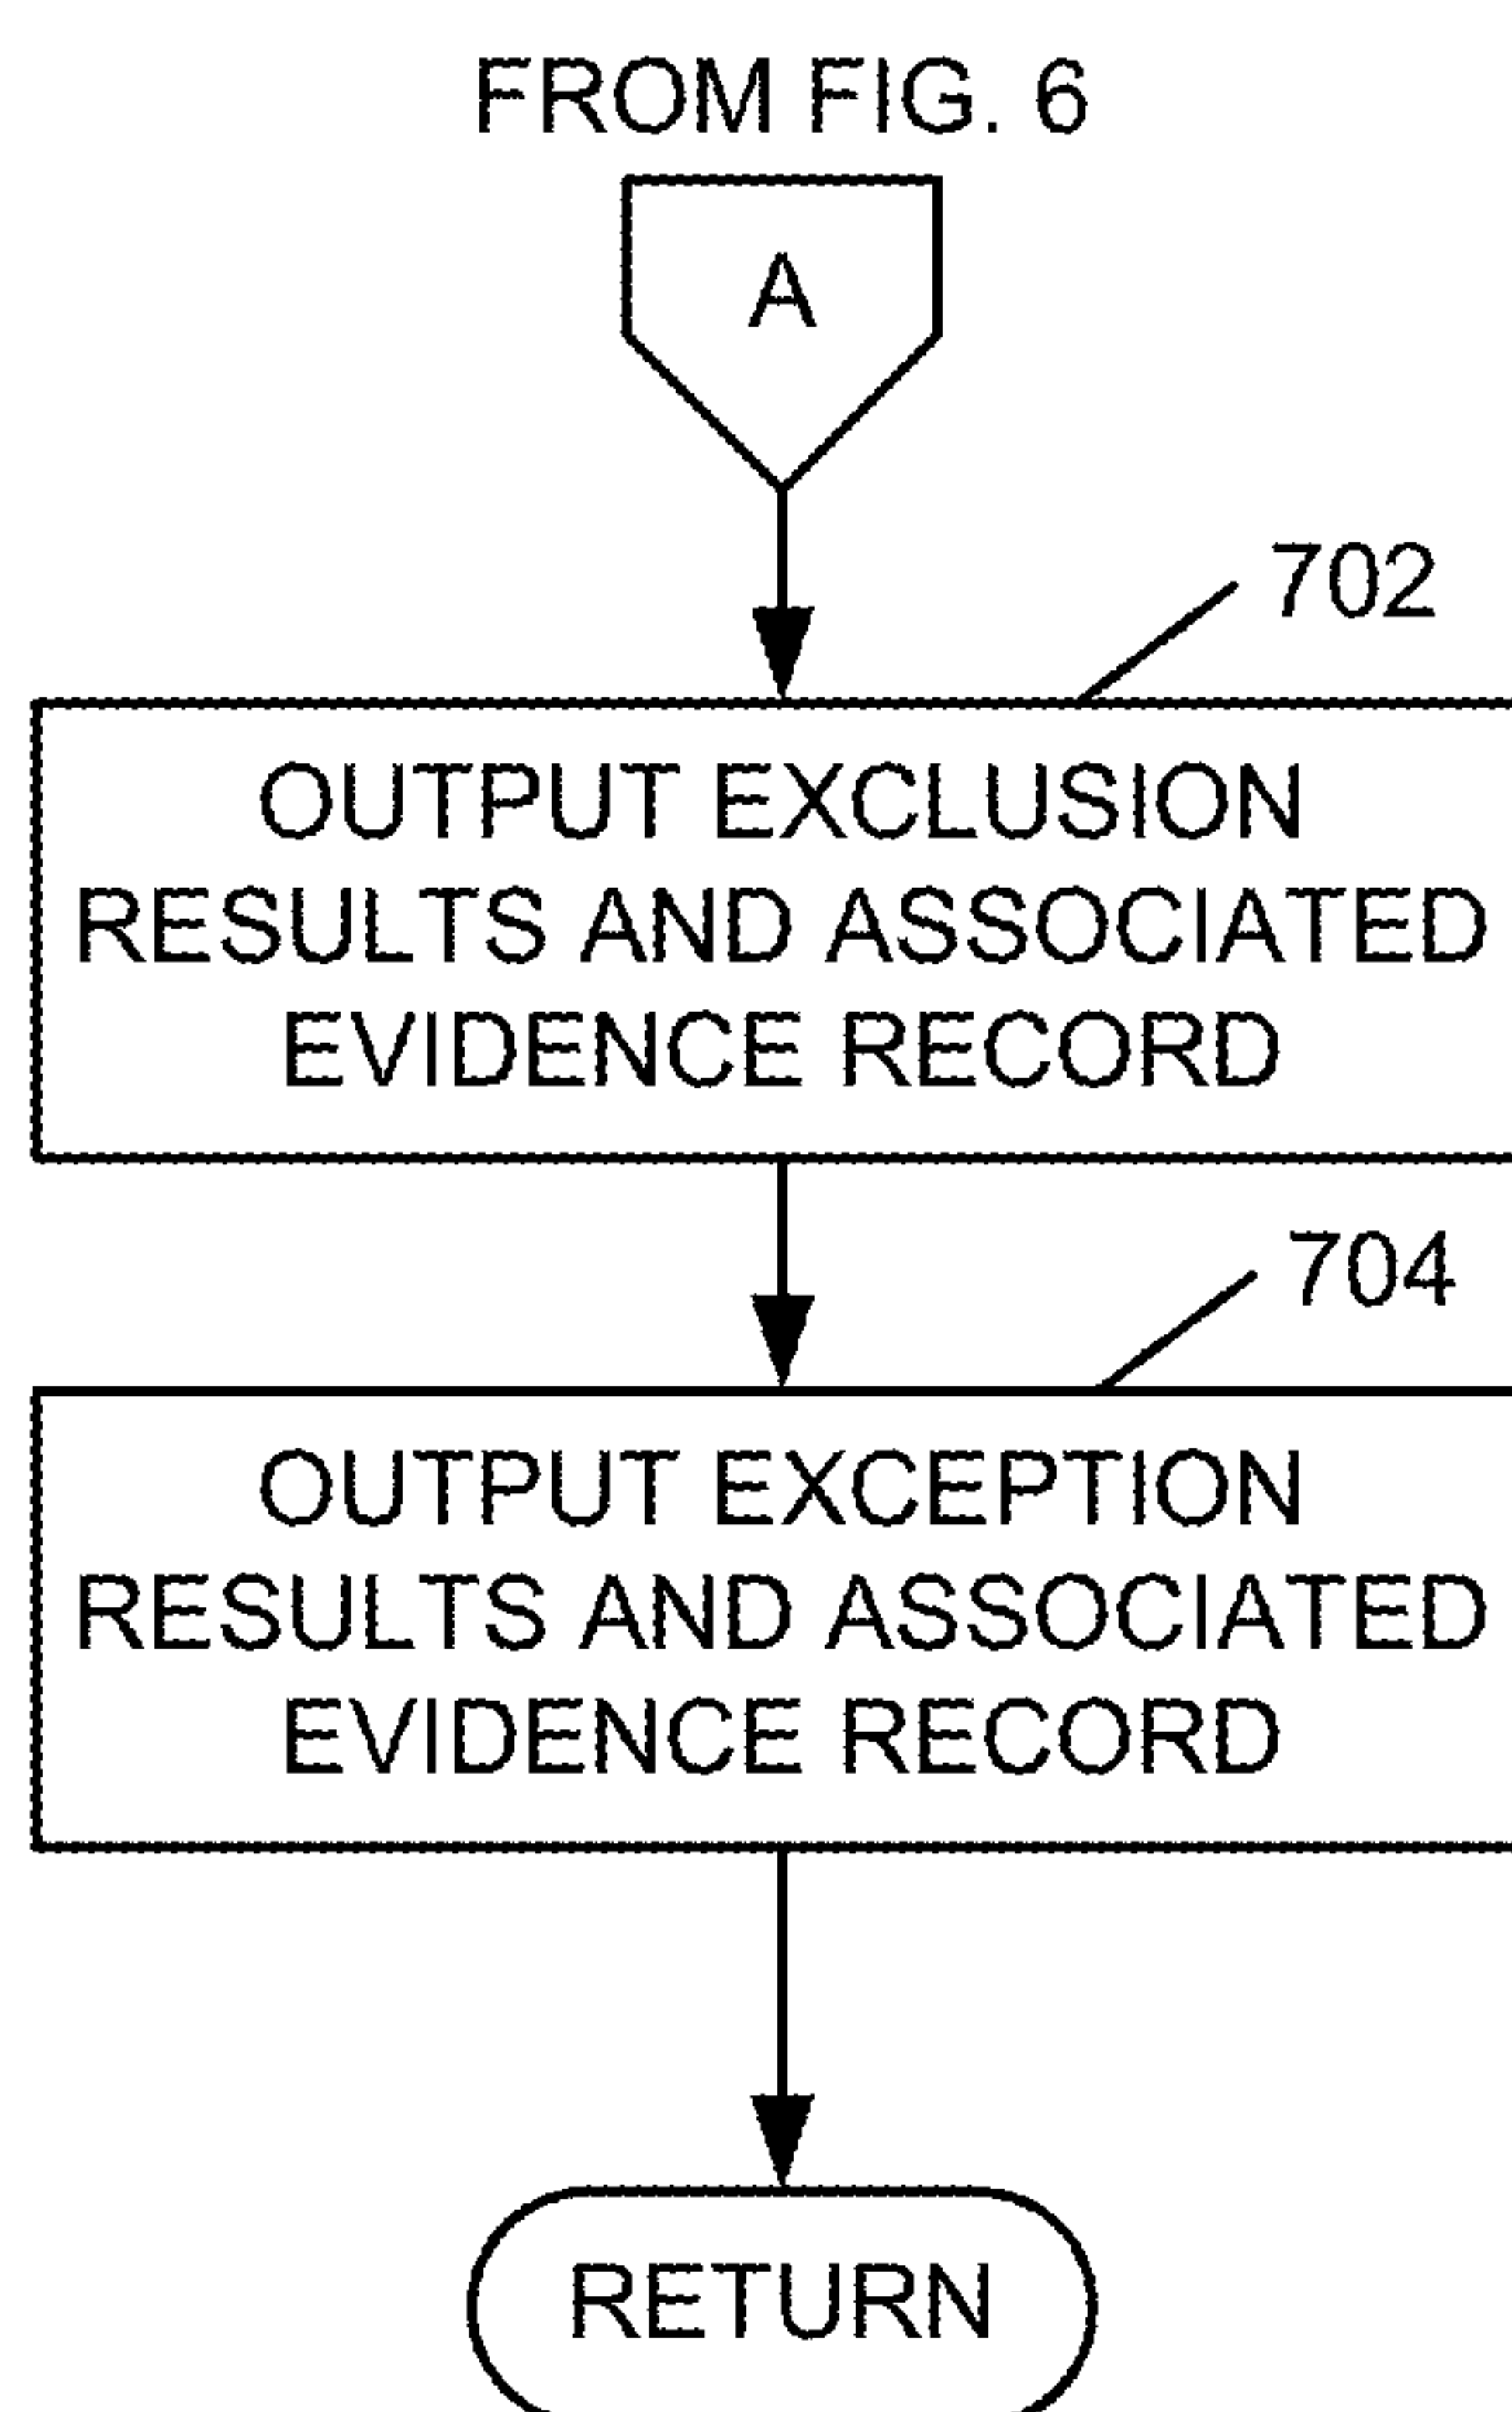 FROM FIG. 6
A
702
OUTPUT EXCLUSION
RESULTS AND ASSOCIATED
EVIDENCE RECORD
704
OUTPUT EXCEPTION
RESULTS AND ASSOCIATED
EVIDENCE RECORD
RETURN